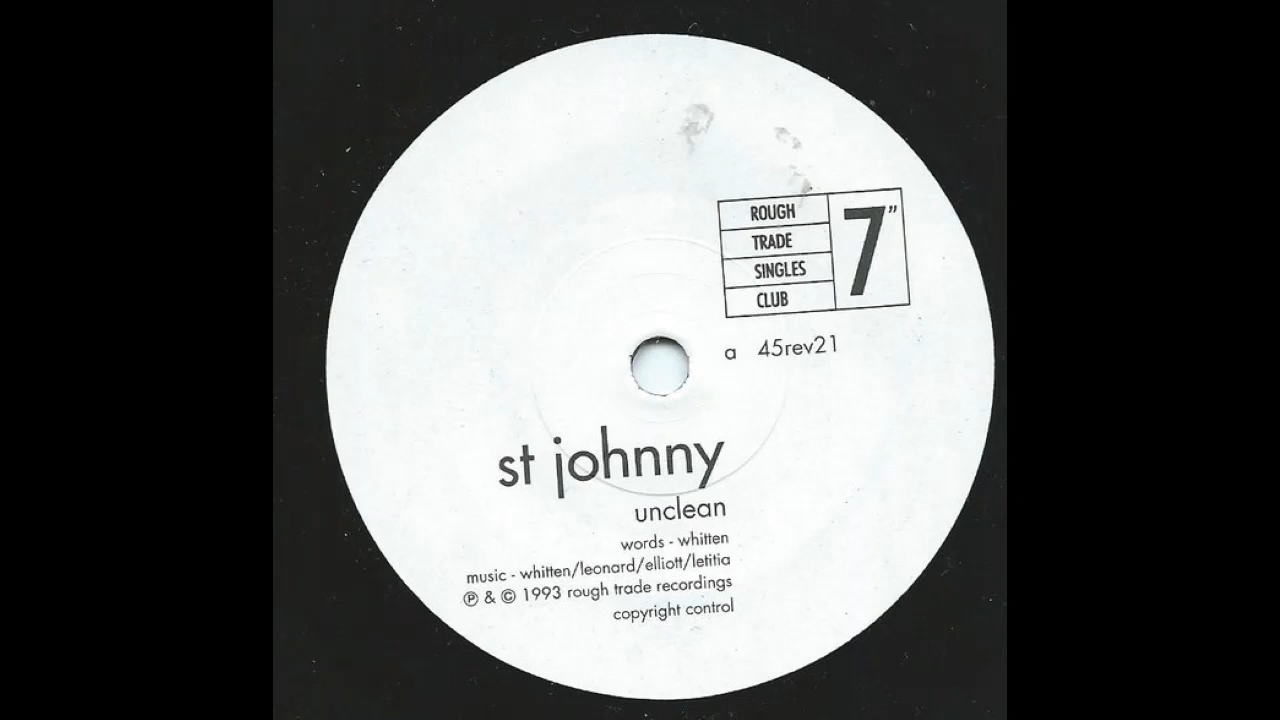 ROUGH
TRADE
SINGLES
CLUB
7"
a 45rev21
st johnny
unclean
words - whitten
music - whitten/leonard/elliott/letitia
℗ & © 1993 rough trade recordings
copyright control